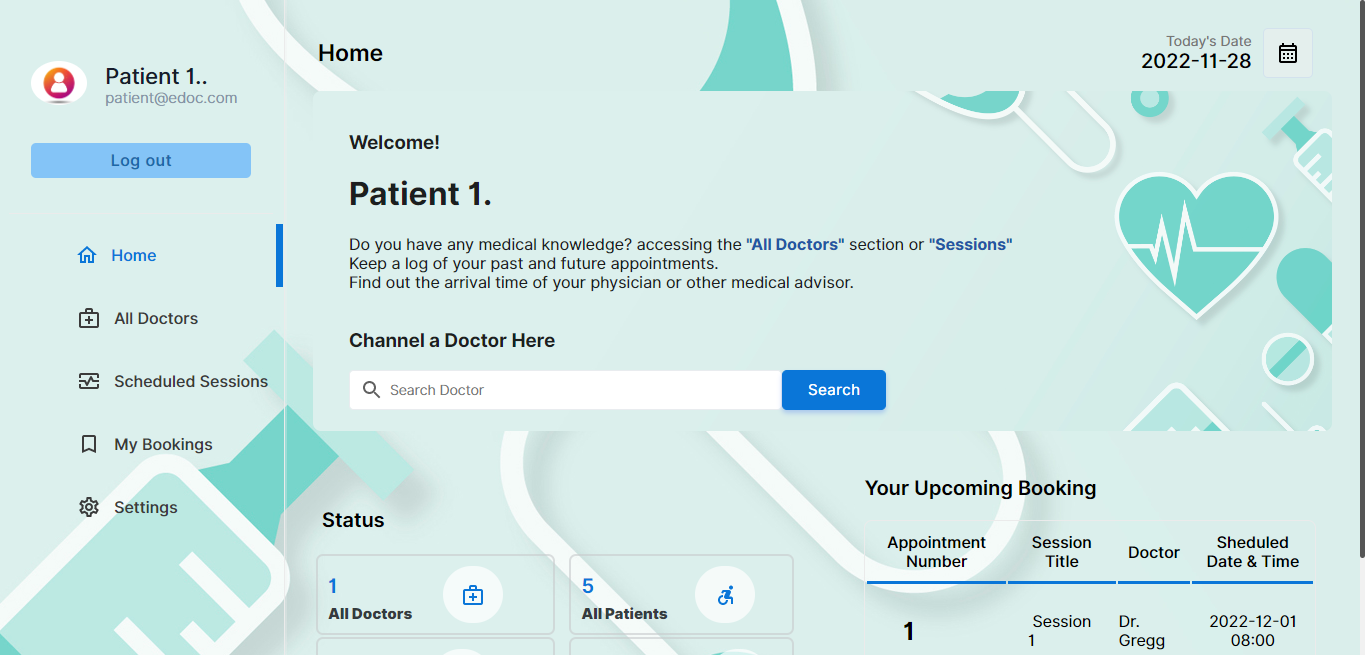 Patient 1..
patient@edoc.com
Log out
Home
All Doctors
Scheduled Sessions
My Bookings
Settings
Home
Today's Date
2022-11-28
Welcome!
Patient 1.
Do you have any medical knowledge? accessing the "All Doctors" section or "Sessions"
Keep a log of your past and future appointments.
Find out the arrival time of your physician or other medical advisor.
Channel a Doctor Here
Search Doctor
Search
Status
1
All Doctors
5
All Patients
Your Upcoming Booking
Appointment
Number
Session
Title
Doctor
Sheduled
Date & Time
1
Session
1
Dr.
Gregg
2022-12-01
08:00